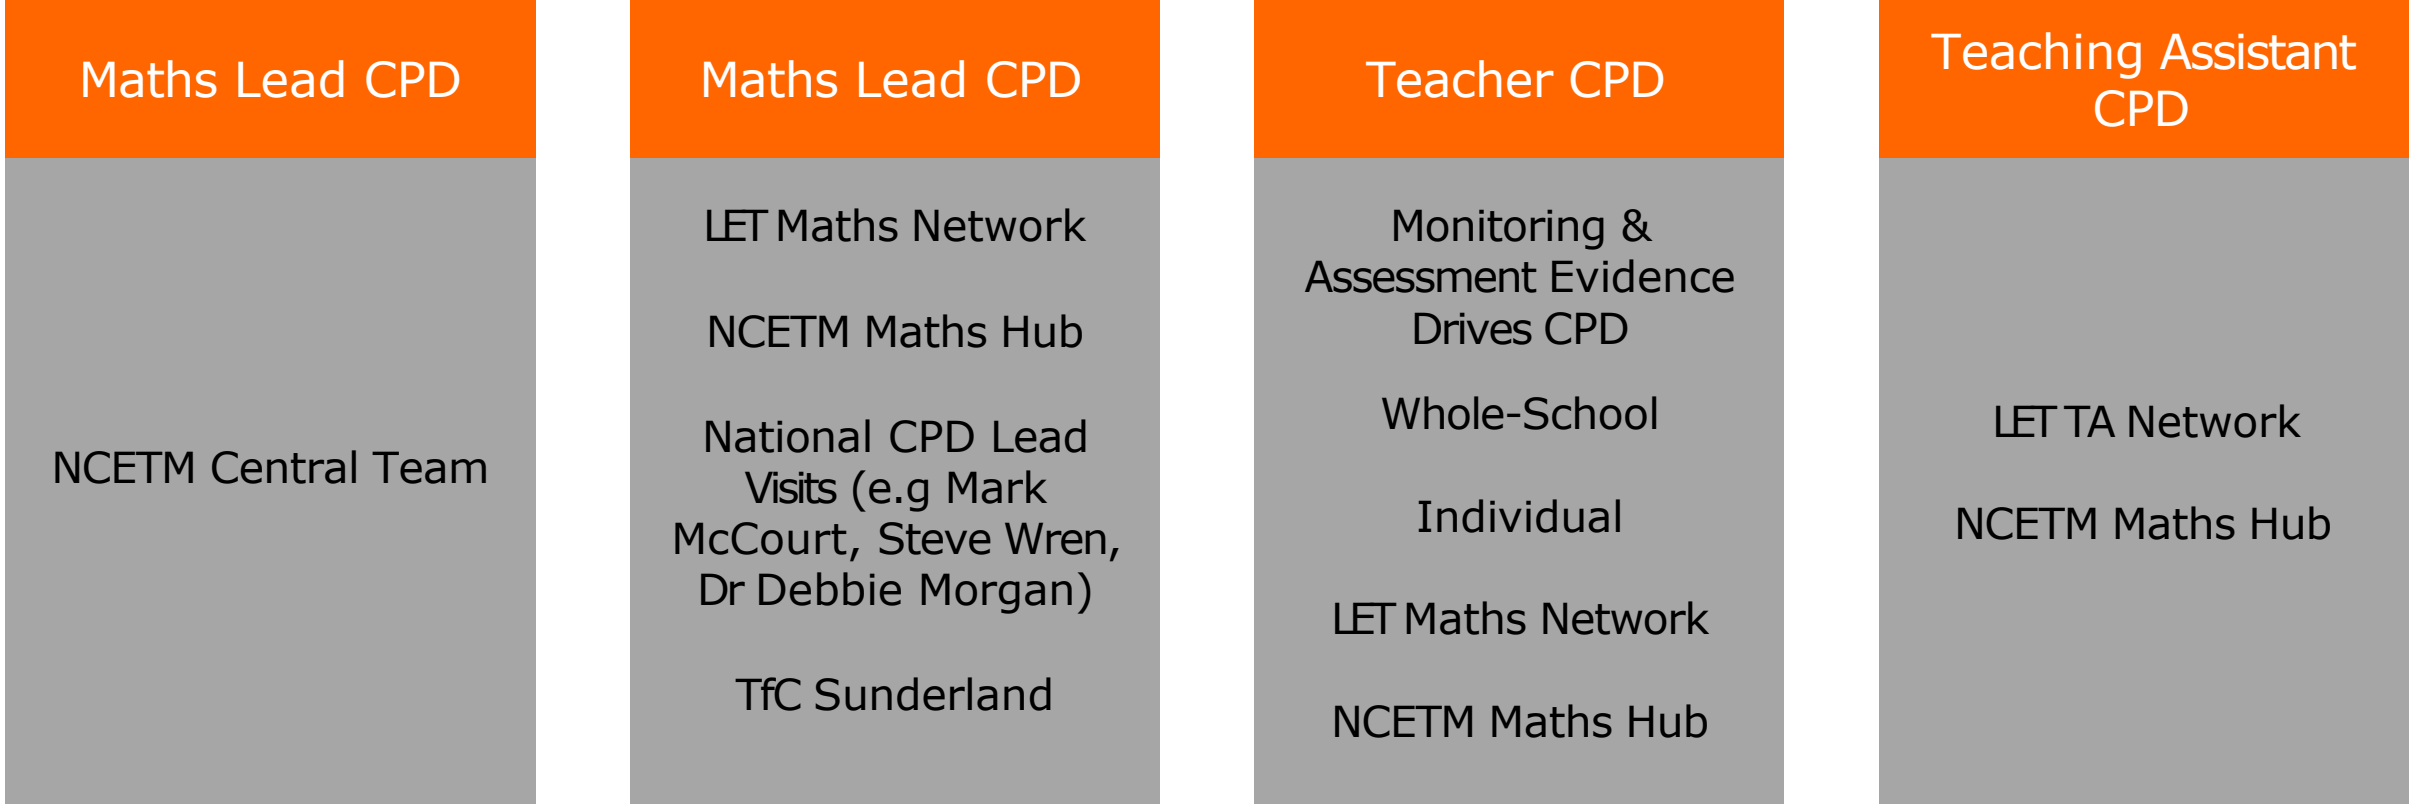 Maths Lead CPD
NCETM Central Team
Maths Lead CPD
LET Maths Network
NCETM Maths Hub
National CPD Lead
Visits (e.g Mark
McCourt, Steve Wren,
Dr Debbie Morgan)
TfC Sunderland
Teacher CPD
Monitoring &
Assessment Evidence
Drives CPD
Whole-School
Individual
LET Maths Network
NCETM Maths Hub
Teaching Assistant
CPD
LET TA Network
NCETM Maths Hub